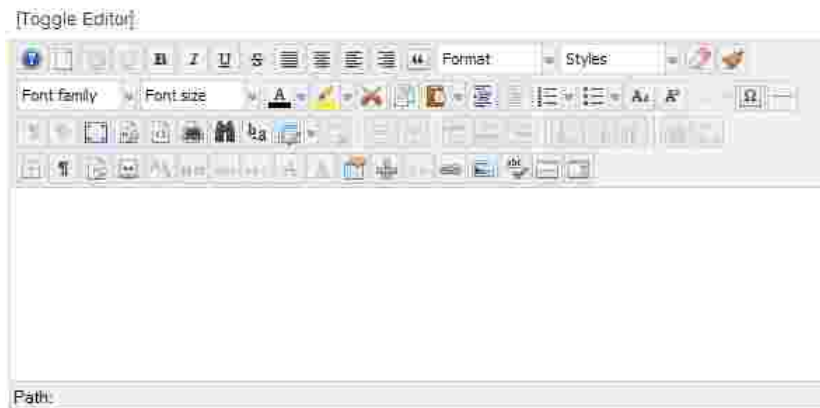 [Toggle Editor]
B I U S Format Styles
Font family Font size A Ω
Path: